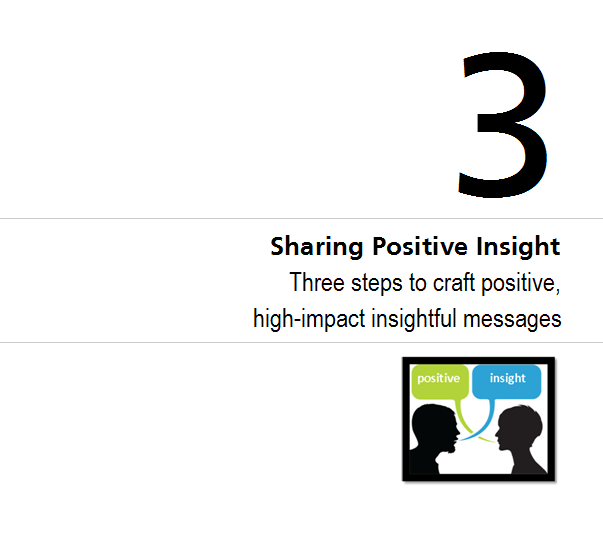 3
Sharing Positive Insight
Three steps to craft positive,
high-impact insightful messages
positive
insight